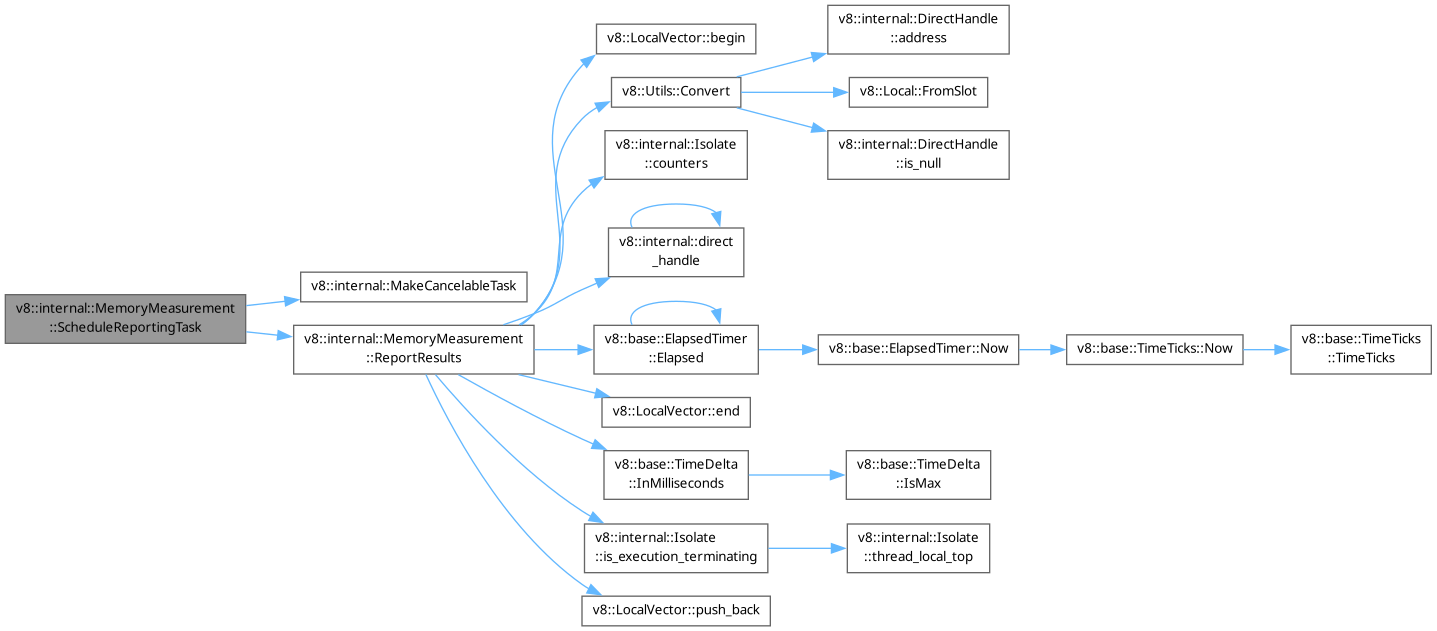 v8::internal::MemoryMeasurement
::ScheduleReportingTask
v8::internal::MakeCancelableTask
v8::internal::MemoryMeasurement
::ReportResults
v8::LocalVector::begin
v8::Utils::Convert
v8::internal::DirectHandle
::address
v8::Local::FromSlot
v8::internal::DirectHandle
::is_null
v8::internal::Isolate
::counters
v8::internal::direct
_handle
v8::base::ElapsedTimer
::Elapsed
v8::base::ElapsedTimer::Now
v8::base::TimeTicks::Now
v8::base::TimeTicks
::TimeTicks
v8::LocalVector::end
v8::base::TimeDelta
::InMilliseconds
v8::base::TimeDelta
::IsMax
v8::internal::Isolate
::is_execution_terminating
v8::internal::Isolate
::thread_local_top
v8::LocalVector::push_back